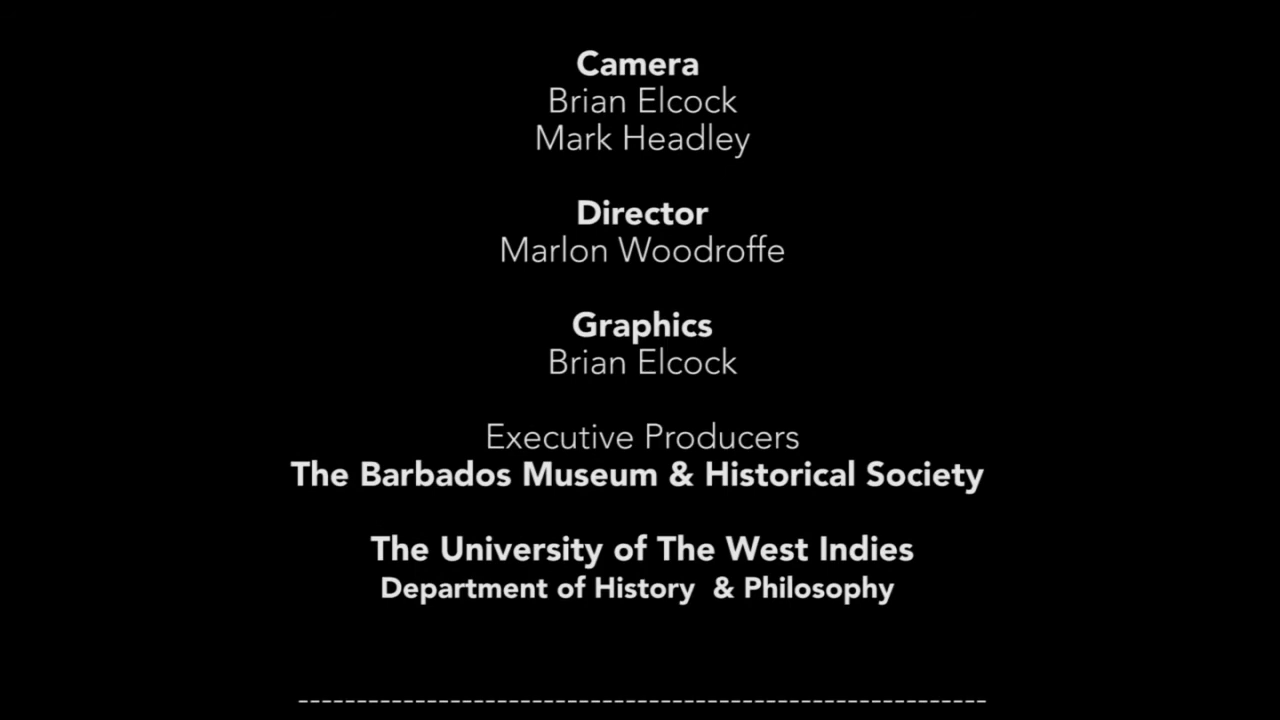 Camera
Brian Elcock
Mark Headley
Director
Marlon Woodroffe
Graphics
Brian Elcock
Executive Producers
The Barbados Museum & Historical Society
The University of The West Indies
Department of History & Philosophy
-----------------------------------------------------------